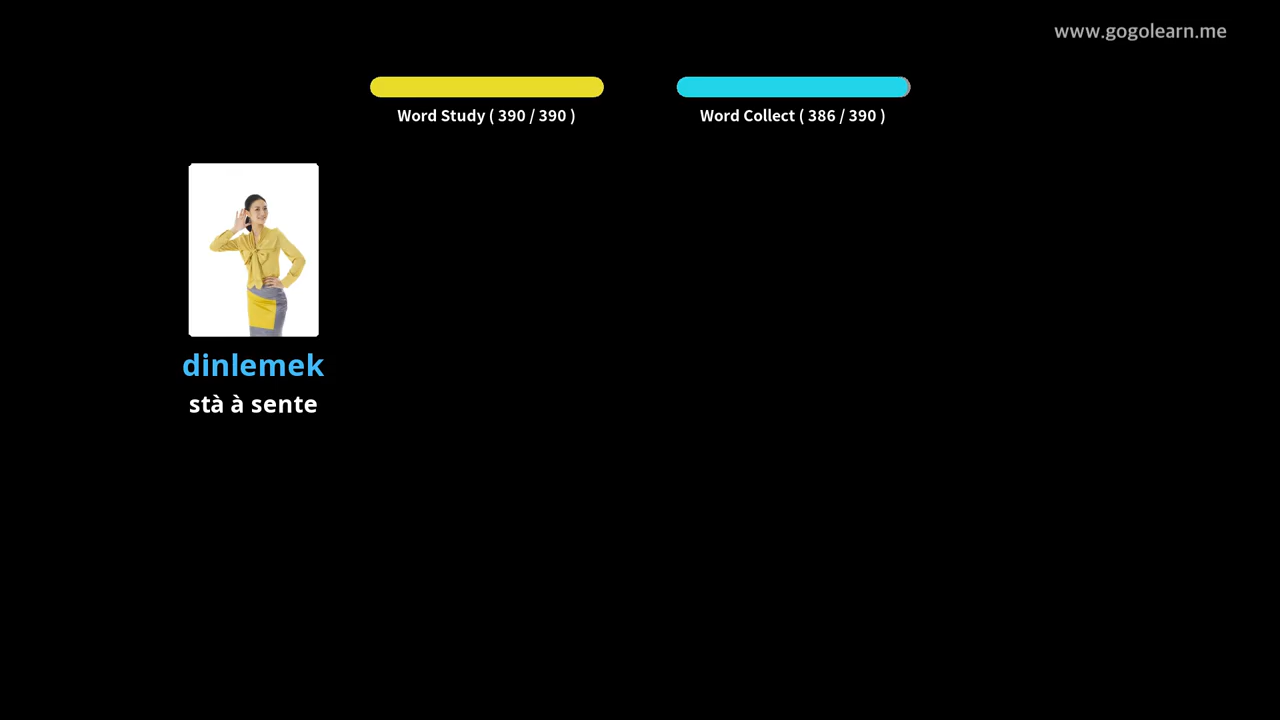 www.gogolearn.me
Word Study ( 390 / 390 )
Word Collect ( 386 / 390 )
dinlemek
stà à sente